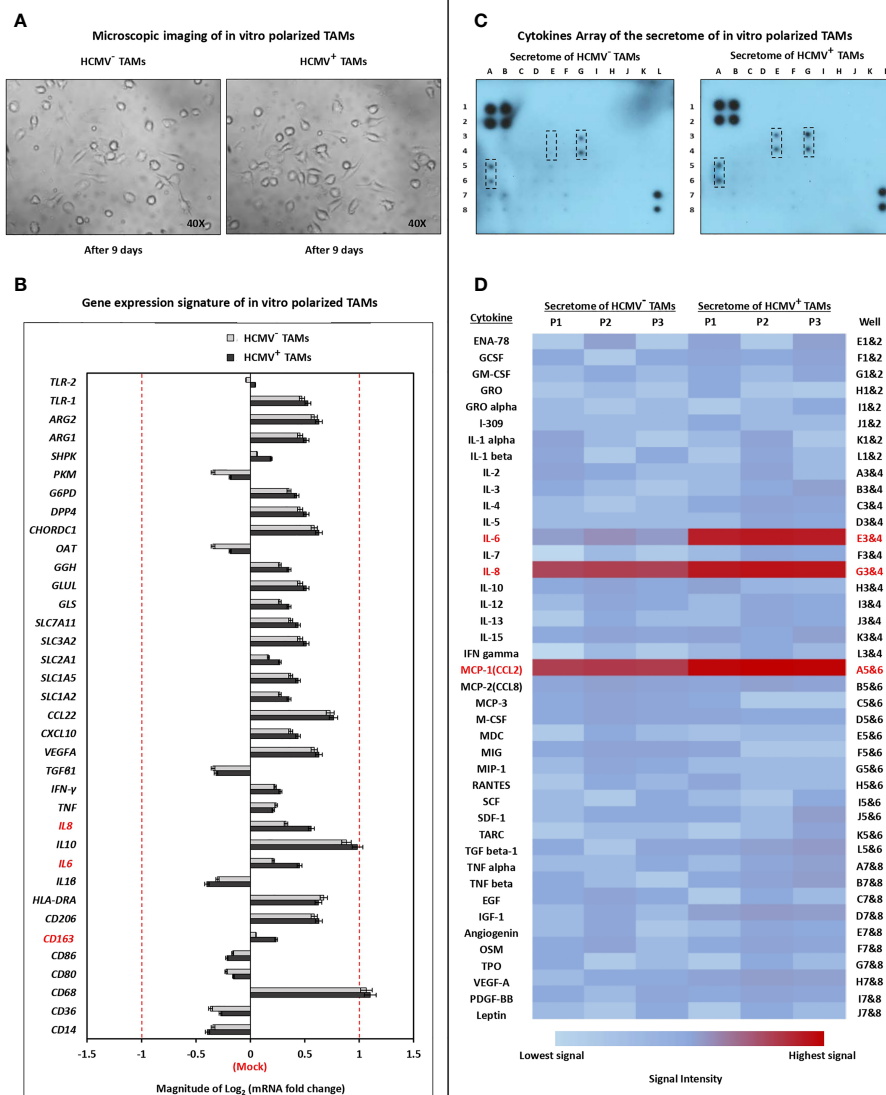 A
Microscopic imaging of in vitro polarized TAMs
HCMV⁻ TAMs HCMV⁺ TAMs
40X 40X
After 9 days After 9 days
B
Gene expression signature of in vitro polarized TAMs
HCMV⁻ TAMs
HCMV⁺ TAMs
TLR-2
TLR-1
ARG2
ARG1
SHPK
PKM
G6PD
DPP4
CHORDC1
OAT
GGH
GLUL
GLS
SLC7A11
SLC3A2
SLC2A1
SLC1A5
SLC1A2
CCL22
CXCL10
VEGFA
TGFβ1
IFN-γ
TNF
IL8
IL10
IL6
IL1β
HLA-DRA
CD206
CD163
CD86
CD80
CD68
CD36
CD14
-1.5 -1 -0.5 0 0.5 1 1.5
(Mock)
Magnitude of Log₂ (mRNA fold change)
C
Cytokines Array of the secretome of in vitro polarized TAMs
Secretome of HCMV⁻ TAMs Secretome of HCMV⁺ TAMs
A B C D E F G I H J K L A B C D E F G I H J K L
1 1
2 2
3 3
4 4
5 5
6 6
7 7
8 8
D
Secretome of HCMV⁻ TAMs Secretome of HCMV⁺ TAMs
Cytokine P1 P2 P3 P1 P2 P3 Well
ENA-78 E1&2
GCSF F1&2
GM-CSF G1&2
GRO H1&2
GRO alpha I1&2
I-309 J1&2
IL-1 alpha K1&2
IL-1 beta L1&2
IL-2 A3&4
IL-3 B3&4
IL-4 C3&4
IL-5 D3&4
IL-6 E3&4
IL-7 F3&4
IL-8 G3&4
IL-10 H3&4
IL-12 I3&4
IL-13 J3&4
IL-15 K3&4
IFN gamma L3&4
MCP-1(CCL2) A5&6
MCP-2(CCL8) B5&6
MCP-3 C5&6
M-CSF D5&6
MDC E5&6
MIG F5&6
MIP-1 G5&6
RANTES H5&6
SCF I5&6
SDF-1 J5&6
TARC K5&6
TGF beta-1 L5&6
TNF alpha A7&8
TNF beta B7&8
EGF C7&8
IGF-1 D7&8
Angiogenin E7&8
OSM F7&8
TPO G7&8
VEGF-A H7&8
PDGF-BB I7&8
Leptin J7&8
Lowest signal Highest signal
Signal Intensity